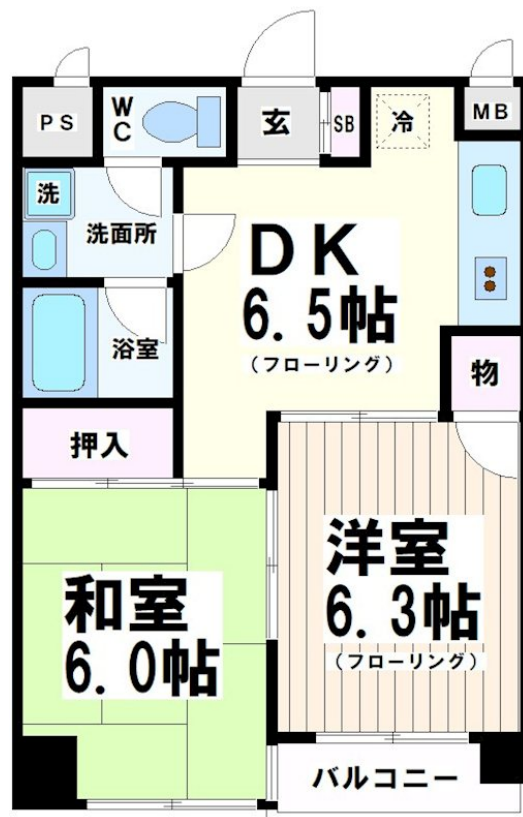 PS
WC
玄
SB
冷
MB
洗
洗面所
DK
6.5帖
(フローリング)
浴室
物
押入
洋室
6.3帖
(フローリング)
和室
6.0帖
バルコニー